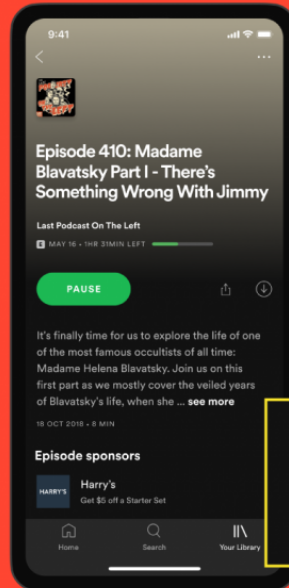 9:41
Episode 410: Madame
Blavatsky Part I - There's
Something Wrong With Jimmy
Last Podcast On The Left
E MAY 16 • 1HR 31MIN LEFT
PAUSE
It's finally time for us to explore the life of one
of the most famous occultists of all time:
Madame Helena Blavatsky. Join us on this
first part as we mostly cover the veiled years
of Blavatsky's life, when she ... see more
18 OCT 2018 • 8 MIN
Episode sponsors
HARRY'S
Harry's
Get $5 off a Starter Set
Home Search Your Library